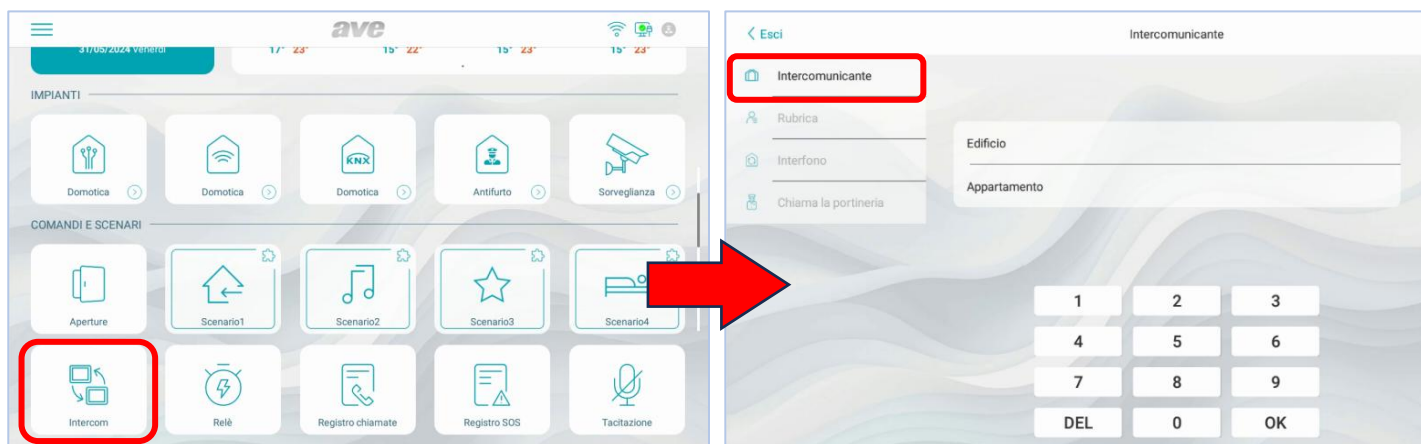 ave
31/05/2024 Venerdì
17° 23° 15° 22° 15° 23° 15° 23°
IMPIANTI
Domotica Domotica Domotica Antifurto Sorveglianza
KNX
COMANDI E SCENARI
Aperture Scenario1 Scenario2 Scenario3 Scenario4
Intercom Relè Registro chiamate Registro SOS Tacitazione
Esci
Intercomunicante
Intercomunicante
Rubrica
Interfono
Chiama la portineria
Edificio
Appartamento
1 2 3
4 5 6
7 8 9
DEL 0 OK